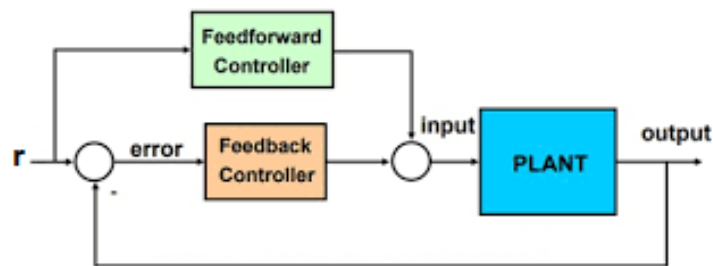 Feedforward
Controller
r
error
Feedback
Controller
input
PLANT
output
-